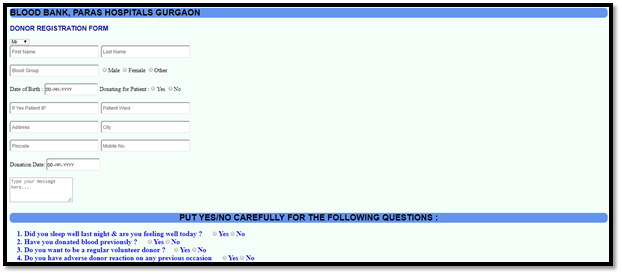 BLOOD BANK, PARAS HOSPITALS GURGAON
DONOR REGISTRATION FORM
Mr
First Name Last Name
Blood Group Male Female Other
Date of Birth : DD-MM-YYYY Donating for Patient : Yes No
If Yes Patient IP Patient Ward
Address City
Pincode Mobile No
Donation Date: DD-MM-YYYY
Type your message
here...
PUT YES/NO CAREFULLY FOR THE FOLLOWING QUESTIONS :
1. Did you sleep well last night & are you feeling well today ? Yes No
2. Have you donated blood previously ? Yes No
3. Do you want to be a regular volunteer donor ? Yes No
4. Do you have adverse donor reaction on any previous occasion Yes No